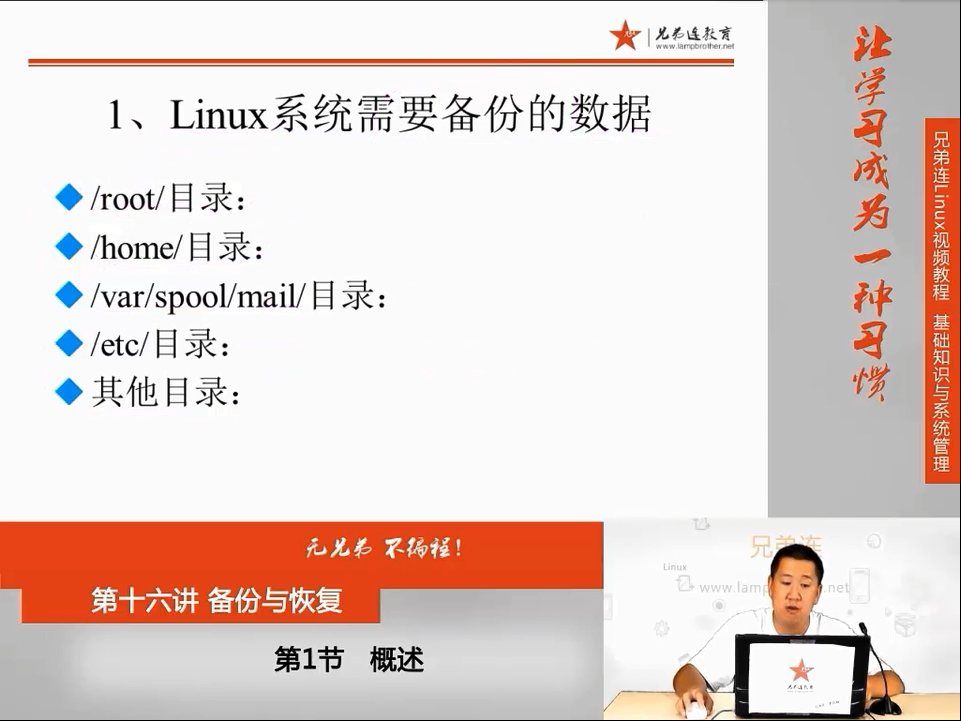 兄弟连教育
www.lampbrother.net
1、Linux系统需要备份的数据
/root/目录：
/home/目录：
/var/spool/mail/目录：
/etc/目录：
其他目录：
让学习成为一种习惯
兄弟连Linux视频教程 基础知识与系统管理
无兄弟 不编程！
第十六讲 备份与恢复
第1节 概述
兄弟连
Linux